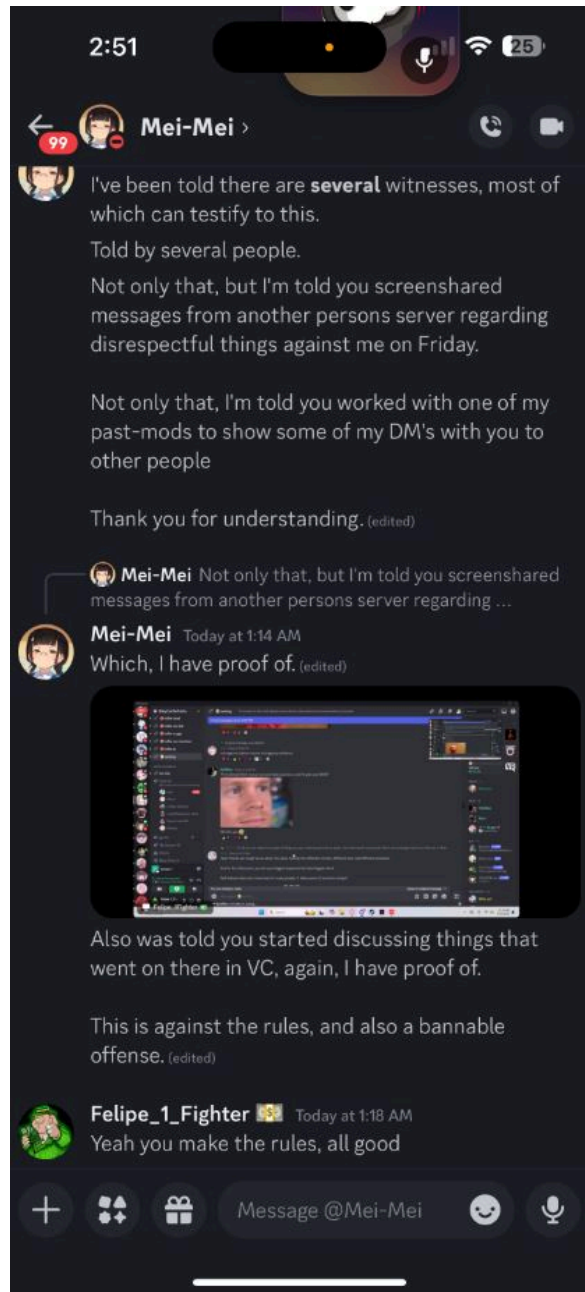 2:51
25
99
Mei-Mei ›
I've been told there are several witnesses, most of
which can testify to this.
Told by several people.
Not only that, but I'm told you screenshared
messages from another persons server regarding
disrespectful things against me on Friday.
Not only that, I'm told you worked with one of my
past-mods to show some of my DM's with you to
other people
Thank you for understanding. (edited)
Mei-Mei Not only that, but I'm told you screenshared
messages from another persons server regarding ...
Mei-Mei Today at 1:14 AM
Which, I have proof of. (edited)
Also was told you started discussing things that
went on there in VC, again, I have proof of.
This is against the rules, and also a bannable
offense. (edited)
Felipe_1_Fighter Today at 1:18 AM
Yeah you make the rules, all good
Message @Mei-Mei